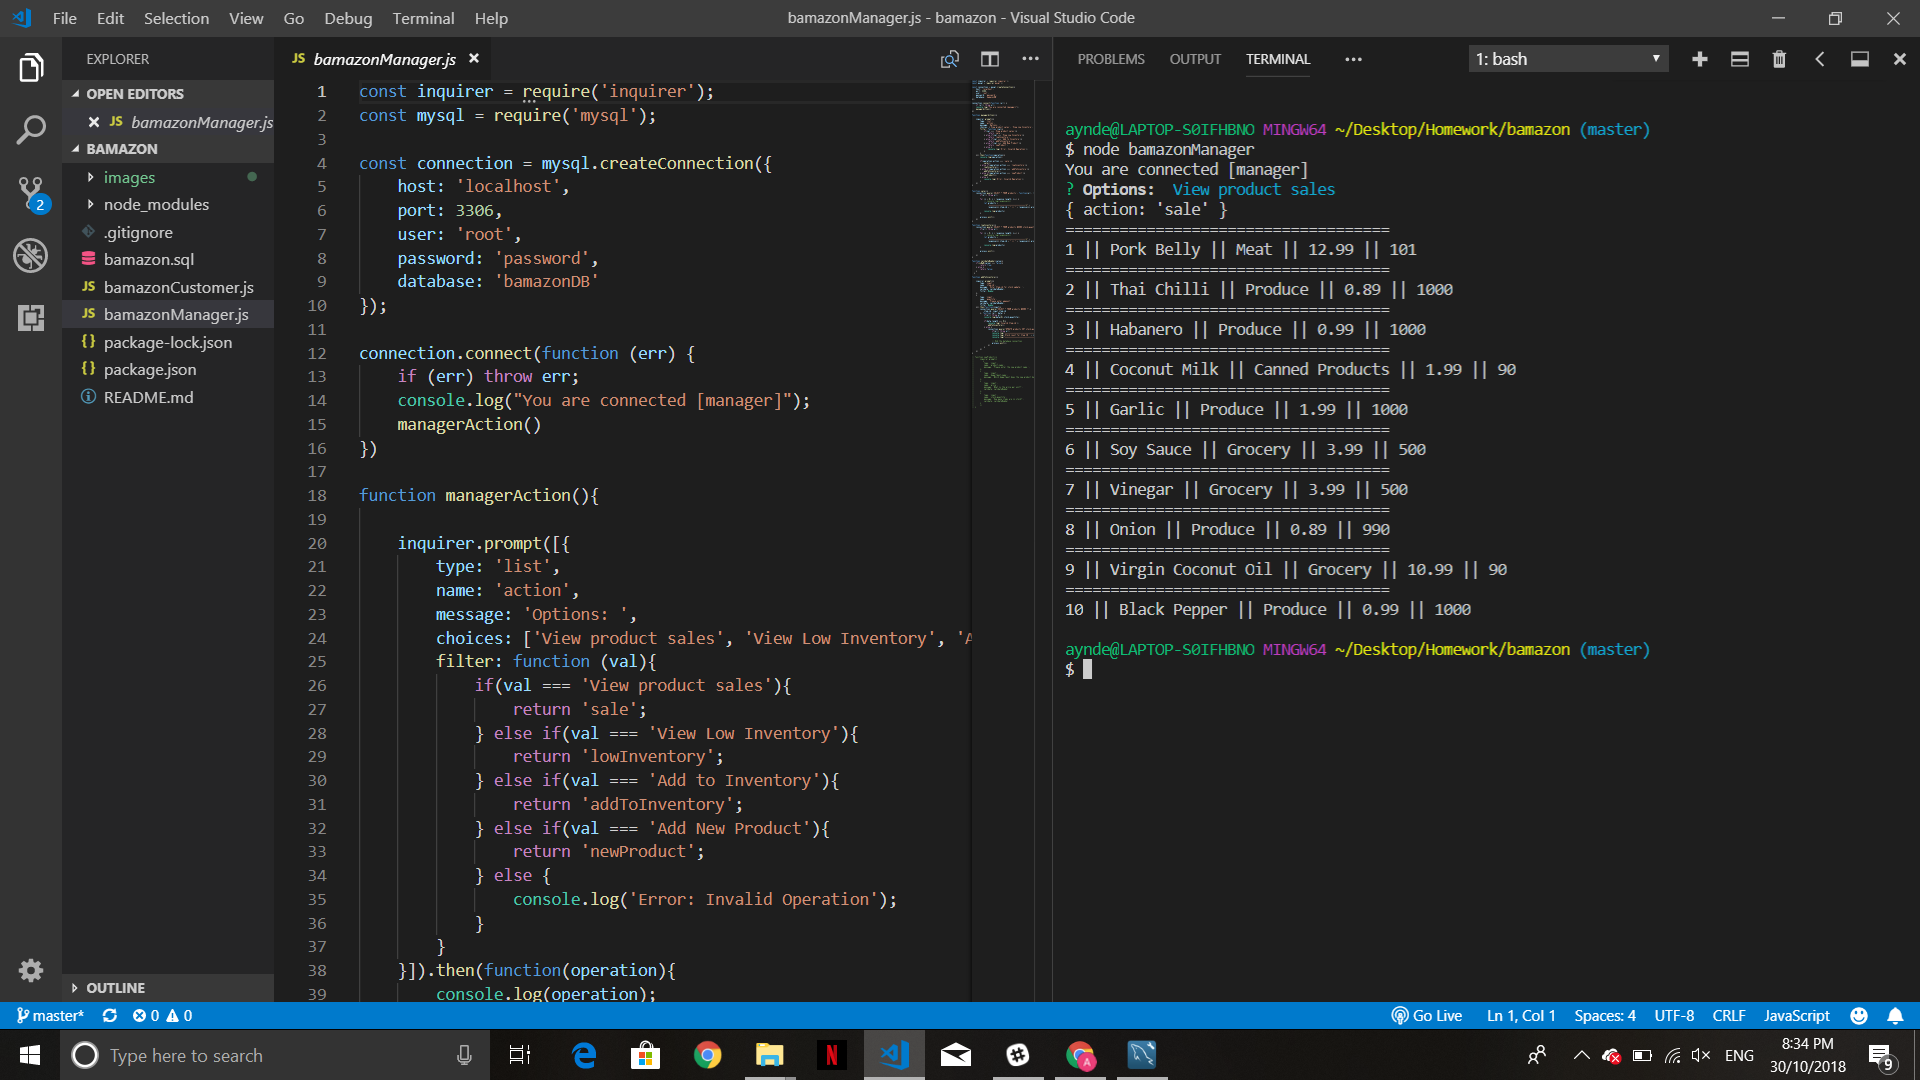 File Edit Selection View Go Debug Terminal Help
bamazonManager.js - bamazon - Visual Studio Code
EXPLORER
OPEN EDITORS
JS bamazonManager.js
BAMAZON
images
node_modules
.gitignore
bamazon.sql
JS bamazonCustomer.js
JS bamazonManager.js
{} package-lock.json
{} package.json
README.md
OUTLINE
2
JS bamazonManager.js
1 const inquirer = require('inquirer');
2 const mysql = require('mysql');
3
4 const connection = mysql.createConnection({
5     host: 'localhost',
6     port: 3306,
7     user: 'root',
8     password: 'password',
9     database: 'bamazonDB'
10 });
11
12 connection.connect(function (err) {
13     if (err) throw err;
14     console.log("You are connected [manager]");
15     managerAction()
16 })
17
18 function managerAction(){
19
20     inquirer.prompt([{
21         type: 'list',
22         name: 'action',
23         message: 'Options: ',
24         choices: ['View product sales', 'View Low Inventory', 'A
25         filter: function (val){
26             if(val === 'View product sales'){
27                 return 'sale';
28             } else if(val === 'View Low Inventory'){
29                 return 'lowInventory';
30             } else if(val === 'Add to Inventory'){
31                 return 'addToInventory';
32             } else if(val === 'Add New Product'){
33                 return 'newProduct';
34             } else {
35                 console.log('Error: Invalid Operation');
36             }
37         }
38     }]).then(function(operation){
39         console.log(operation);
PROBLEMS OUTPUT TERMINAL
1: bash
aynde@LAPTOP-S0IFHBNO MINGW64 ~/Desktop/Homework/bamazon (master)
$ node bamazonManager
You are connected [manager]
? Options:  View product sales
{ action: 'sale' }
====================================
1 || Pork Belly || Meat || 12.99 || 101
====================================
2 || Thai Chilli || Produce || 0.89 || 1000
====================================
3 || Habanero || Produce || 0.99 || 1000
====================================
4 || Coconut Milk || Canned Products || 1.99 || 90
====================================
5 || Garlic || Produce || 1.99 || 1000
====================================
6 || Soy Sauce || Grocery || 3.99 || 500
====================================
7 || Vinegar || Grocery || 3.99 || 500
====================================
8 || Onion || Produce || 0.89 || 990
====================================
9 || Virgin Coconut Oil || Grocery || 10.99 || 90
====================================
10 || Black Pepper || Produce || 0.99 || 1000
aynde@LAPTOP-S0IFHBNO MINGW64 ~/Desktop/Homework/bamazon (master)
$
master* 0 0
Go Live Ln 1, Col 1 Spaces: 4 UTF-8 CRLF JavaScript
Type here to search
N
A
ENG
8:34 PM
30/10/2018
9